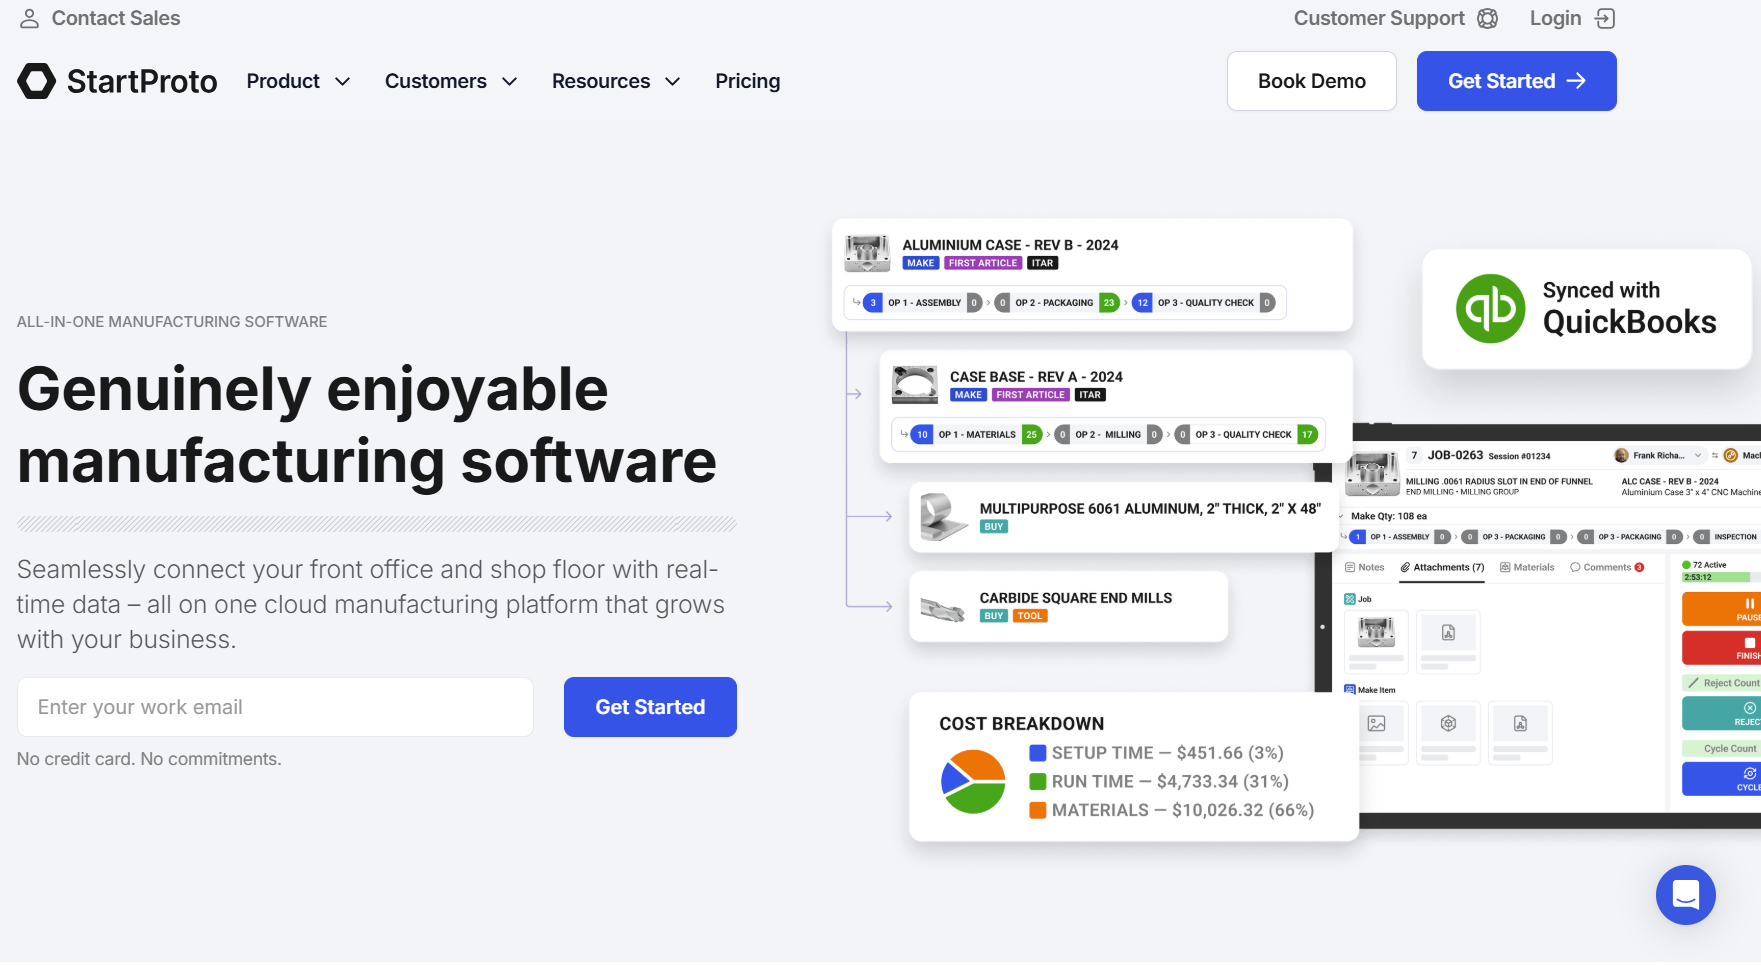 Contact Sales
Customer Support
Login
StartProto
Product
Customers
Resources
Pricing
Book Demo
Get Started
ALL-IN-ONE MANUFACTURING SOFTWARE
Genuinely enjoyable
manufacturing software
Seamlessly connect your front office and shop floor with real-
time data – all on one cloud manufacturing platform that grows
with your business.
Enter your work email
Get Started
No credit card. No commitments.
ALUMINIUM CASE - REV B - 2024
MAKE FIRST ARTICLE ITAR
3 OP 1 - ASSEMBLY 0 0 OP 2 - PACKAGING 23 12 OP 3 - QUALITY CHECK 0
CASE BASE - REV A - 2024
MAKE FIRST ARTICLE ITAR
10 OP 1 - MATERIALS 25 0 OP 2 - MILLING 0 0 OP 3 - QUALITY CHECK 17
MULTIPURPOSE 6061 ALUMINUM, 2" THICK, 2" X 48"
BUY
CARBIDE SQUARE END MILLS
BUY TOOL
COST BREAKDOWN
SETUP TIME — $451.66 (3%)
RUN TIME — $4,733.34 (31%)
MATERIALS — $10,026.32 (66%)
qb
Synced with
QuickBooks
7 JOB-0263 Session #01234
Frank Richa...
MILLING .0061 RADIUS SLOT IN END OF FUNNEL
END MILLING • MILLING GROUP
ALC CASE - REV B - 2024
Aluminium Case 3" x 4" CNC Machine
Make Qty: 108 ea
1 OP 1 - ASSEMBLY 0 0 OP 3 - PACKAGING 0 0 OP 3 - PACKAGING 0 0 INSPECTION
Notes
Attachments (7)
Materials
Comments 3
72 Active
2:53:12
Job
Make Item
PAUSE
FINISH
Reject Count
REJECT
Cycle Count
CYCLE